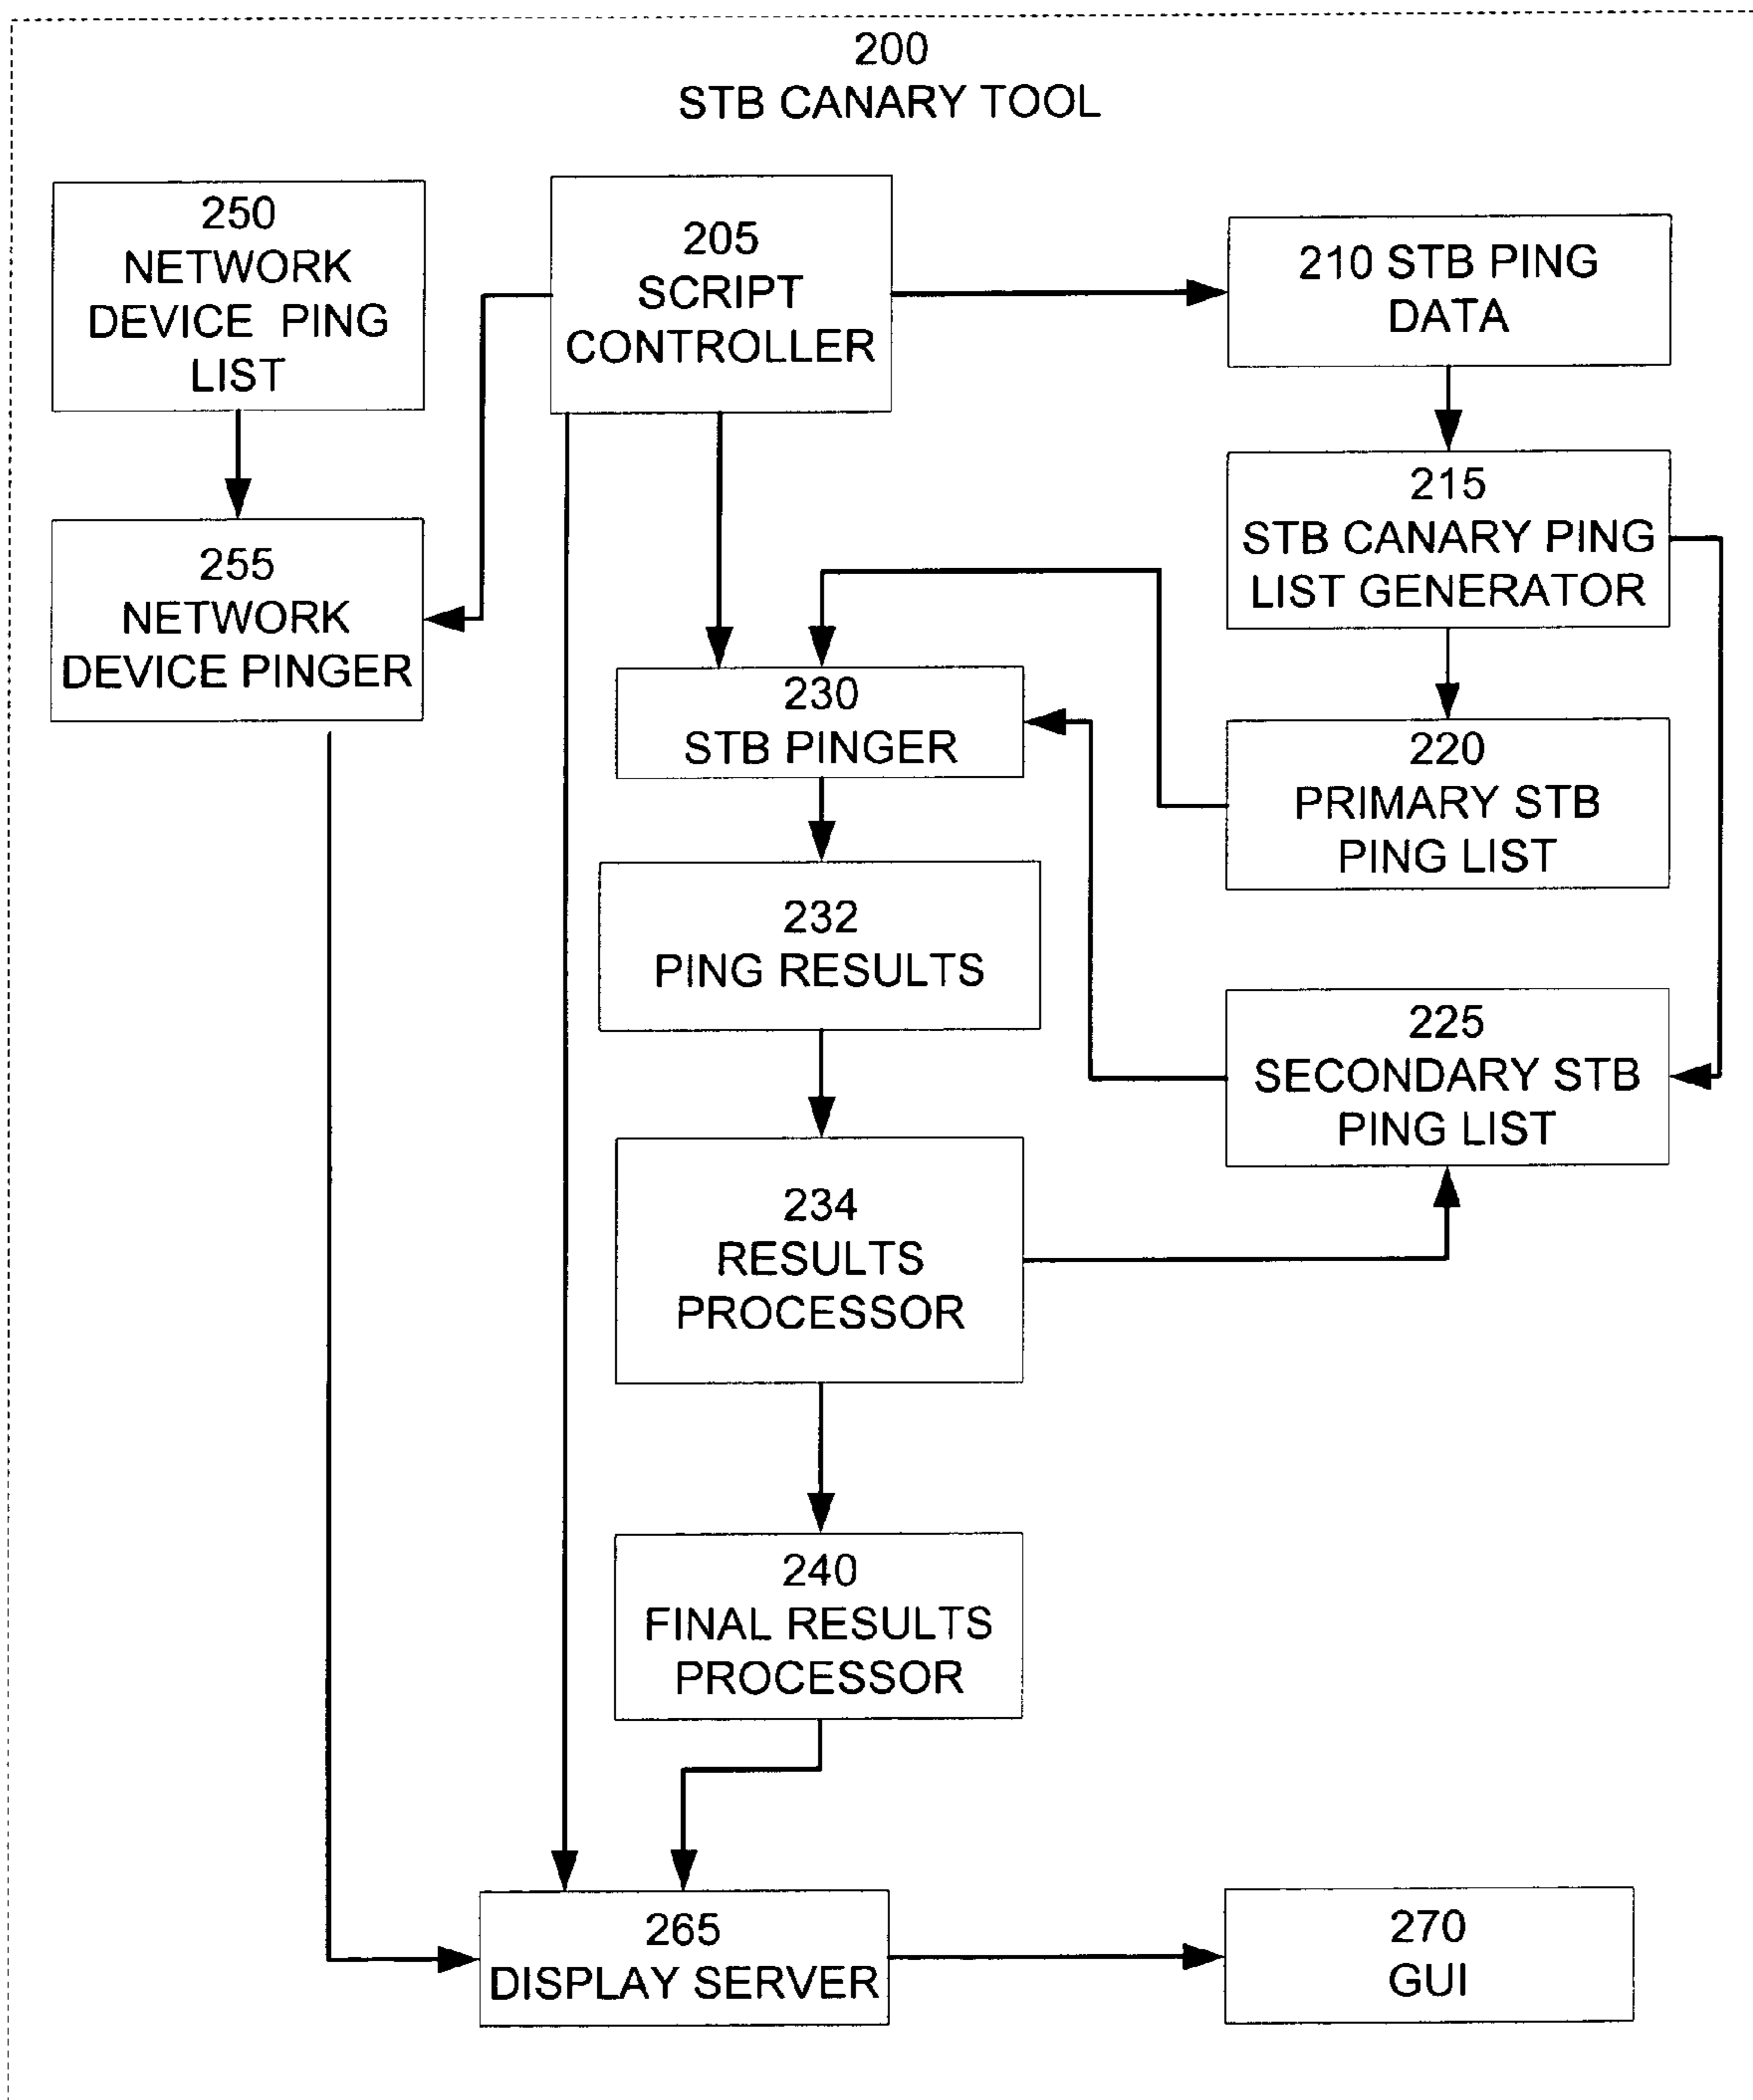 200
STB CANARY TOOL
250
NETWORK
DEVICE PING
LIST
205
SCRIPT
CONTROLLER
210 STB PING
DATA
215
STB CANARY PING
LIST GENERATOR
255
NETWORK
DEVICE PINGER
230
STB PINGER
220
PRIMARY STB
PING LIST
232
PING RESULTS
225
SECONDARY STB
PING LIST
234
RESULTS
PROCESSOR
240
FINAL RESULTS
PROCESSOR
265
DISPLAY SERVER
270
GUI